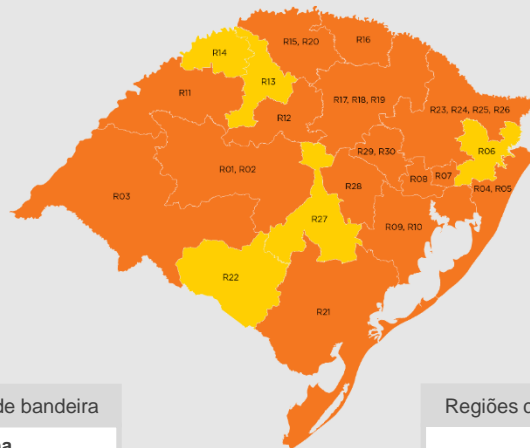 R16
R15, R20
R14
R13
R11
R17, R18, R19
R23, R24, R25, R26
R12
R29, R30
R06
R01, R02
R07
R08
R28
R04, R05
R03
R27
R09, R10
R22
R21
de bandeira
Regiões